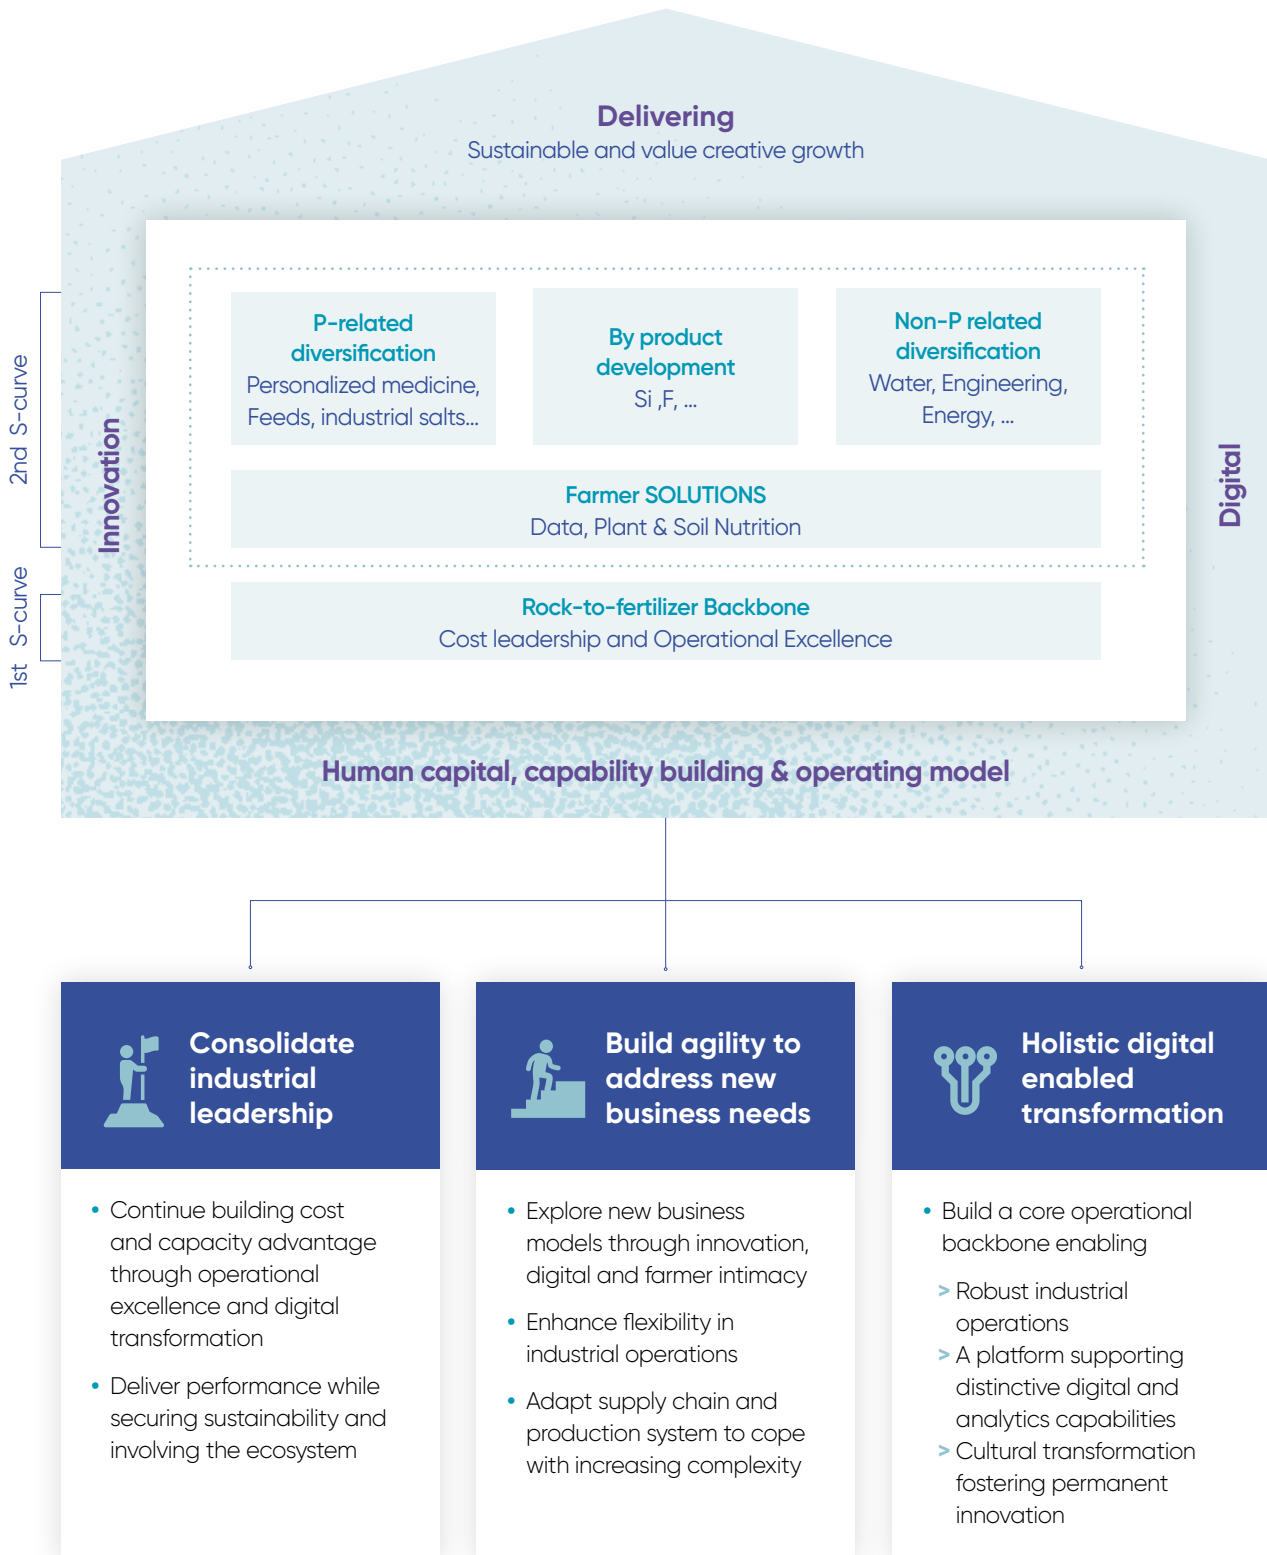 Delivering
Sustainable and value creative growth
2nd S-curve
1st S-curve
Innovation
P-related
diversification
Personalized medicine,
Feeds, industrial salts...
By product
development
Si ,F, ...
Non-P related
diversification
Water, Engineering,
Energy, ...
Farmer SOLUTIONS
Data, Plant & Soil Nutrition
Rock-to-fertilizer Backbone
Cost leadership and Operational Excellence
Digital
Human capital, capability building & operating model
Consolidate
industrial
leadership
• Continue building cost
and capacity advantage
through operational
excellence and digital
transformation
• Deliver performance while
securing sustainability and
involving the ecosystem
Build agility to
address new
business needs
• Explore new business
models through innovation,
digital and farmer intimacy
• Enhance flexibility in
industrial operations
• Adapt supply chain and
production system to cope
with increasing complexity
Holistic digital
enabled
transformation
• Build a core operational
backbone enabling
> Robust industrial
operations
> A platform supporting
distinctive digital and
analytics capabilities
> Cultural transformation
fostering permanent
innovation